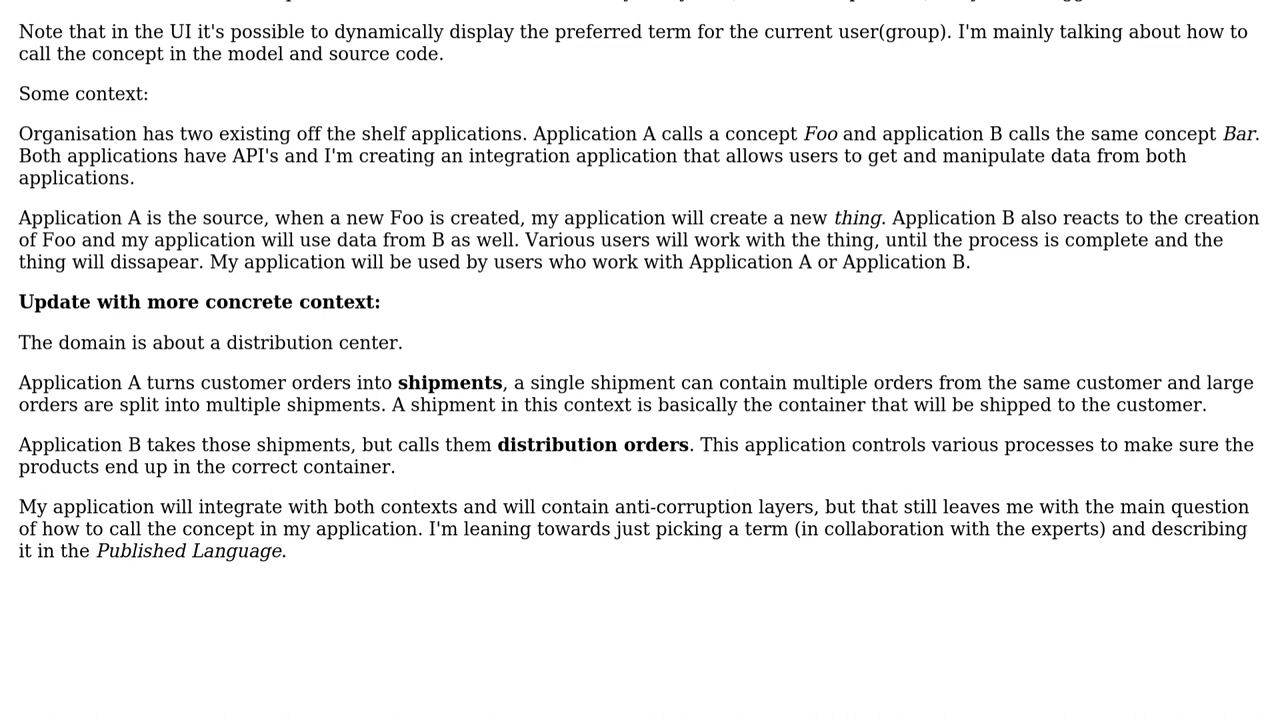 Note that in the UI it's possible to dynamically display the preferred term for the current user(group). I'm mainly talking about how to
call the concept in the model and source code.
Some context:
Organisation has two existing off the shelf applications. Application A calls a concept Foo and application B calls the same concept Bar.
Both applications have API's and I'm creating an integration application that allows users to get and manipulate data from both
applications.
Application A is the source, when a new Foo is created, my application will create a new thing. Application B also reacts to the creation
of Foo and my application will use data from B as well. Various users will work with the thing, until the process is complete and the
thing will dissapear. My application will be used by users who work with Application A or Application B.
Update with more concrete context:
The domain is about a distribution center.
Application A turns customer orders into shipments, a single shipment can contain multiple orders from the same customer and large
orders are split into multiple shipments. A shipment in this context is basically the container that will be shipped to the customer.
Application B takes those shipments, but calls them distribution orders. This application controls various processes to make sure the
products end up in the correct container.
My application will integrate with both contexts and will contain anti-corruption layers, but that still leaves me with the main question
of how to call the concept in my application. I'm leaning towards just picking a term (in collaboration with the experts) and describing
it in the Published Language.